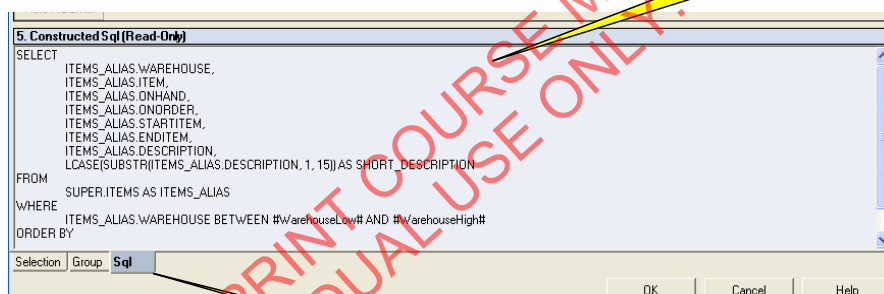 5. Constructed Sql (Read-Only)
SELECT
ITEMS_ALIAS.WAREHOUSE,
ITEMS_ALIAS.ITEM,
ITEMS_ALIAS.ONHAND,
ITEMS_ALIAS.ONORDER,
ITEMS_ALIAS.STARTITEM,
ITEMS_ALIAS.ENDITEM,
ITEMS_ALIAS.DESCRIPTION,
LCASE(SUBSTR(ITEMS_ALIAS.DESCRIPTION, 1, 15)) AS SHORT_DESCRIPTION
FROM
SUPER.ITEMS AS ITEMS_ALIAS
WHERE
ITEMS_ALIAS.WAREHOUSE BETWEEN #WarehouseLow# AND #WarehouseHigh#
ORDER BY
Selection Group Sql
OK Cancel Help
PRINT COURSE
DUAL USE ONLY.